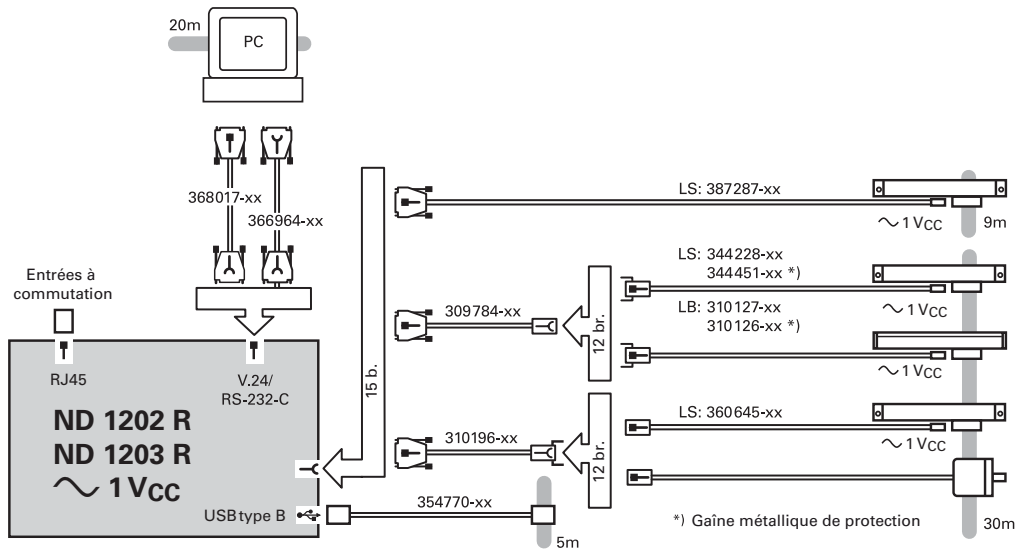 20m
PC
368017-xx
366964-xx
Entrées à
commutation
RJ45
V.24/
RS-232-C
ND 1202 R
ND 1203 R
1 VCC
USB type B
15 b.
LS: 387287-xx
1 VCC
9m
LS: 344228-xx
344451-xx *)
1 VCC
309784-xx
12 br.
LB: 310127-xx
310126-xx *)
1 VCC
310196-xx
12 br.
LS: 360645-xx
1 VCC
354770-xx
5m
*) Gaîne métallique de protection
30m